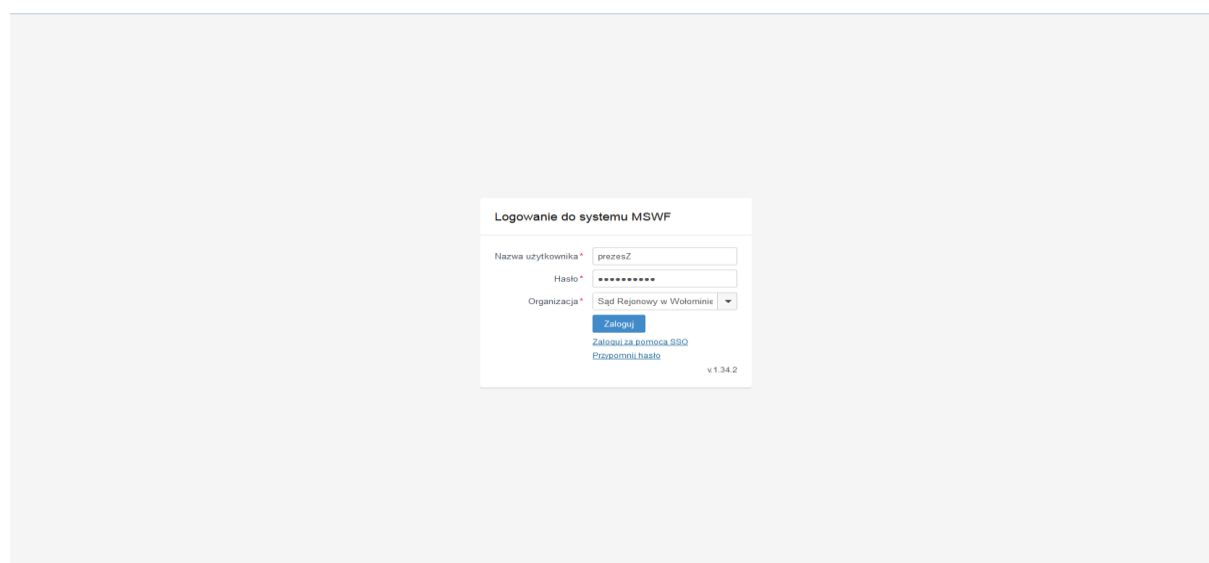 Logowanie do systemu MSWF
Nazwa użytkownika* prezesZ
Hasło* ••••••••••
Organizacja* Sąd Rejonowy w Wołominie
Zaloguj
Zaloguj za pomocą SSO
Przypomnij hasło
v.1.34.2